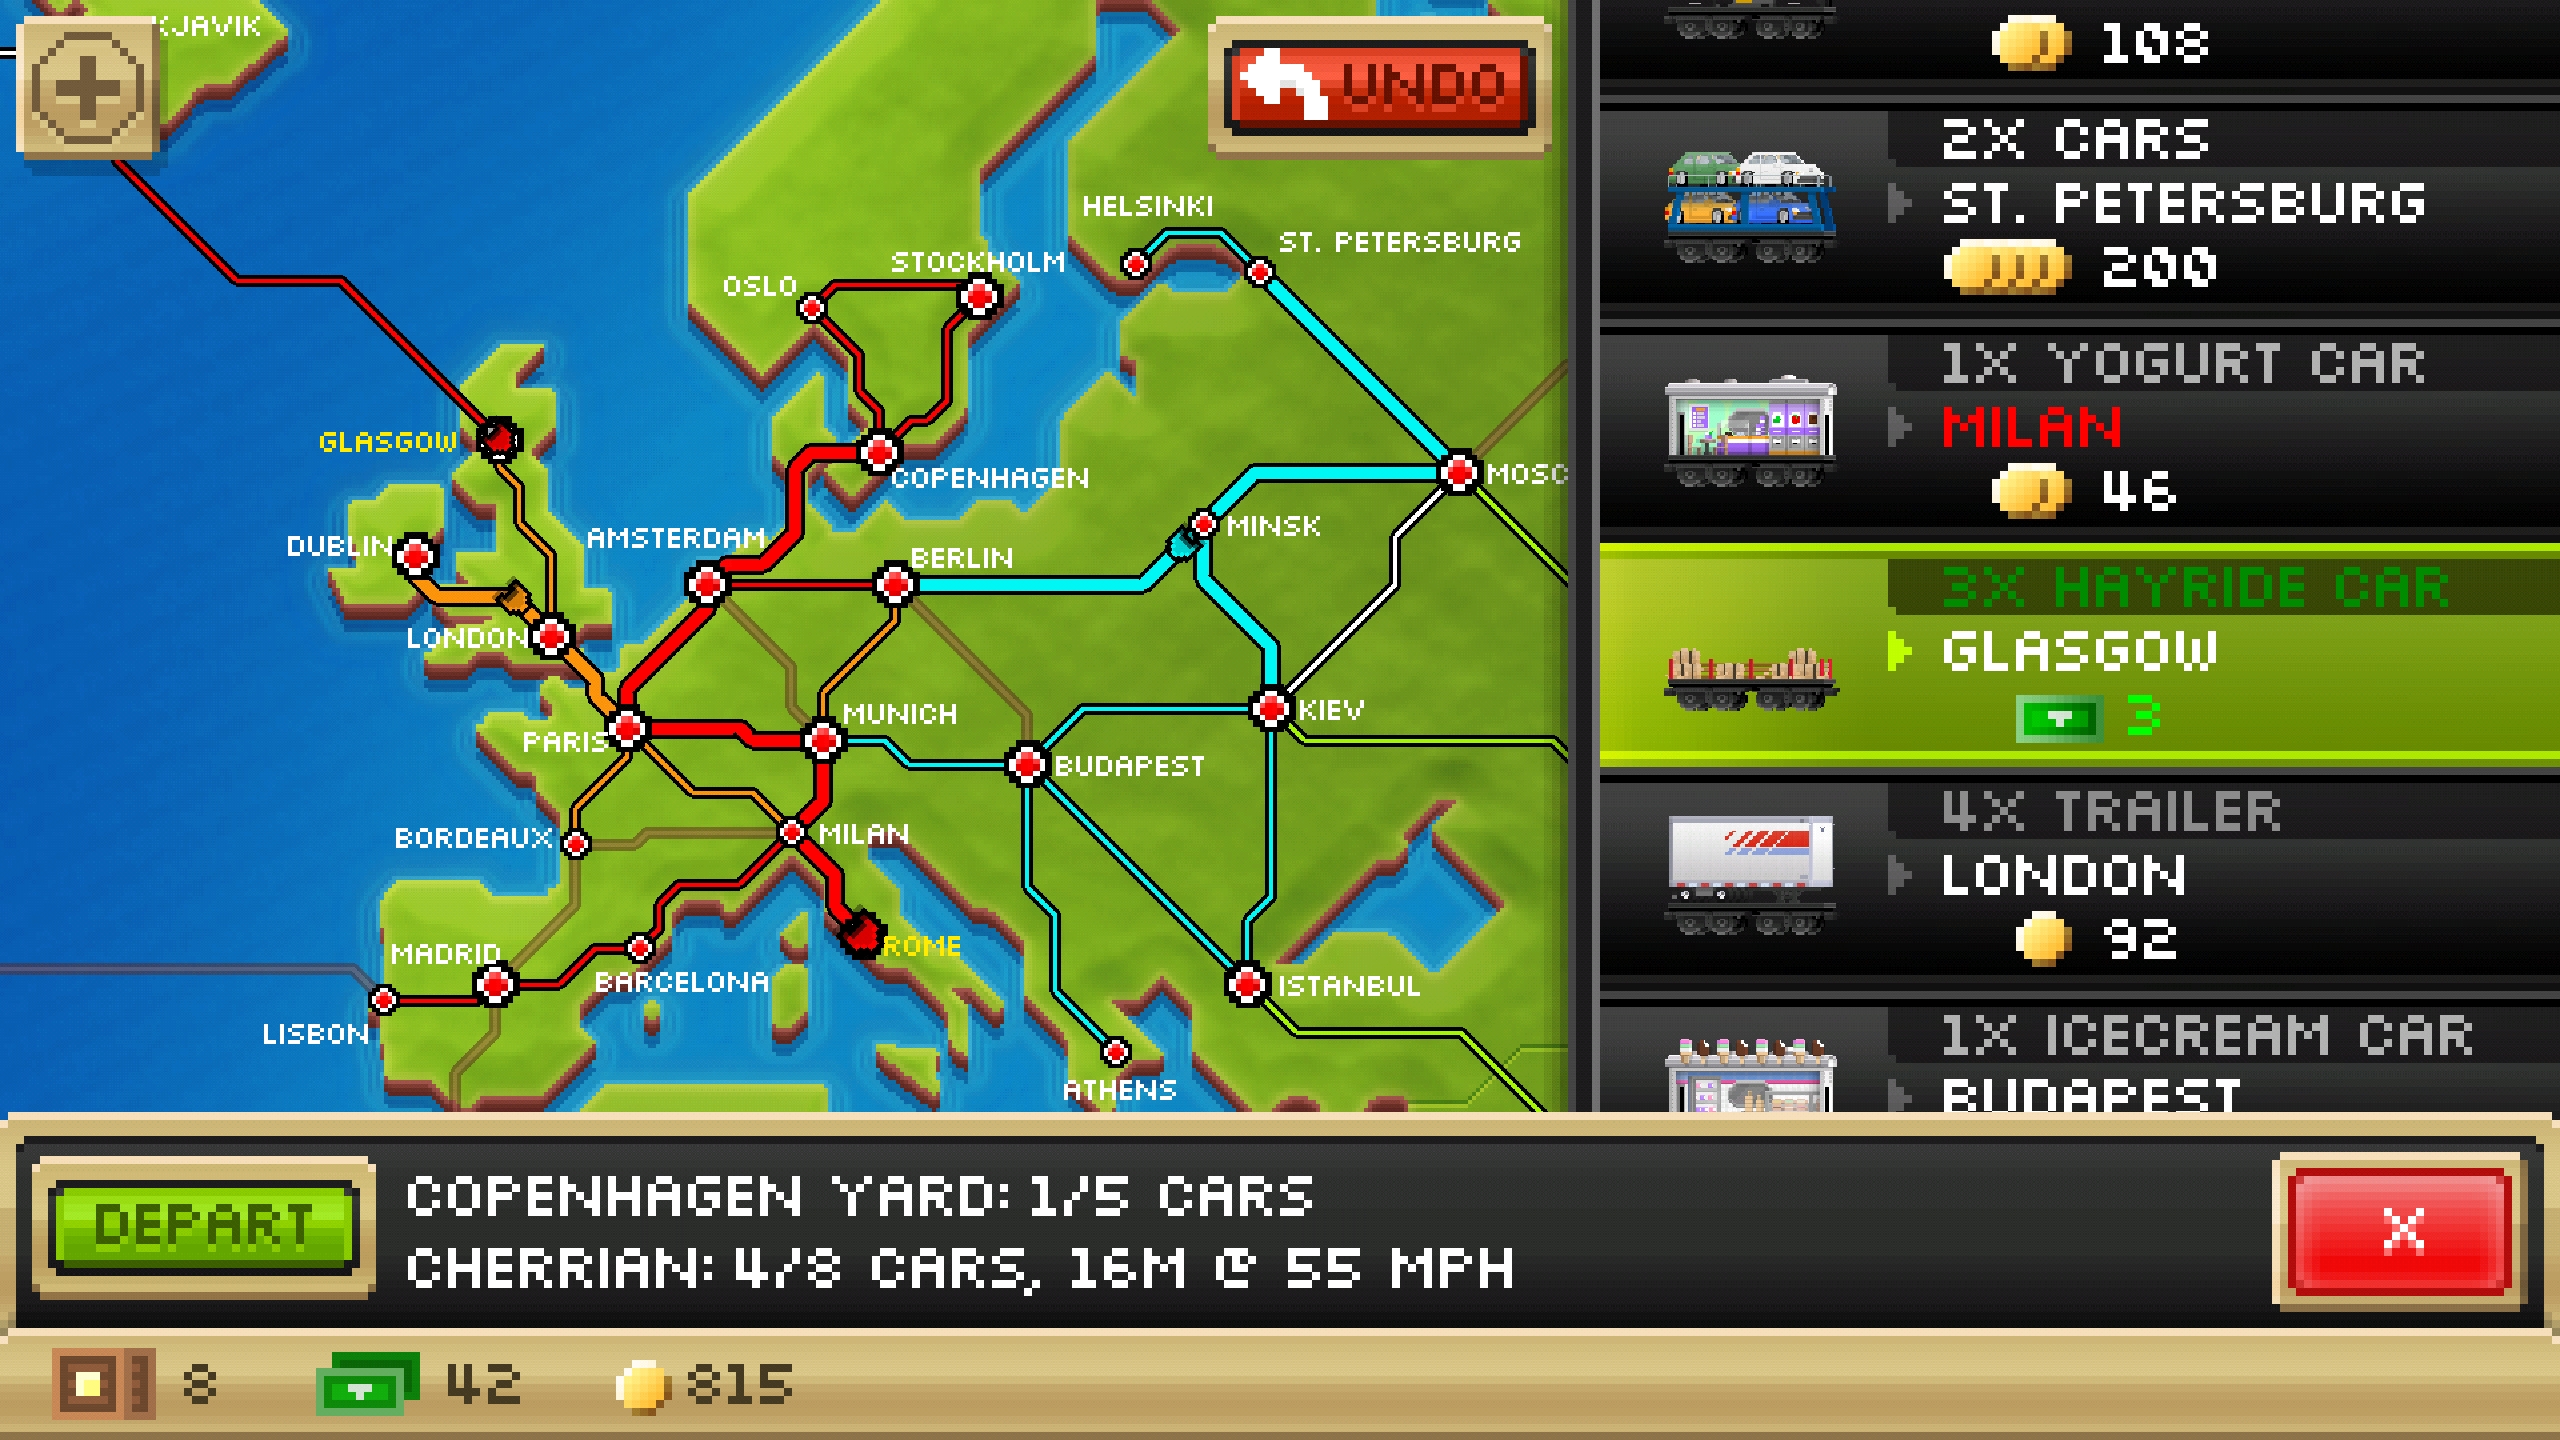 KJAVIK
UNDO
HELSINKI
ST. PETERSBURG
STOCKHOLM
OSLO
GLASGOW
COPENHAGEN
MOSC
MINSK
AMSTERDAM
BERLIN
DUBLIN
LONDON
MUNICH
KIEV
PARIS
BUDAPEST
BORDEAUX
MILAN
MADRID
ROME
BARCELONA
ISTANBUL
LISBON
ATHENS
108
2X CARS
ST. PETERSBURG
200
1X YOGURT CAR
MILAN
46
3X HAYRIDE CAR
GLASGOW
3
4X TRAILER
LONDON
92
1X ICECREAM CAR
BUDAPEST
DEPART
COPENHAGEN YARD: 1/5 CARS
CHERRIAN: 4/8 CARS, 16M @ 55 MPH
X
8
42
815